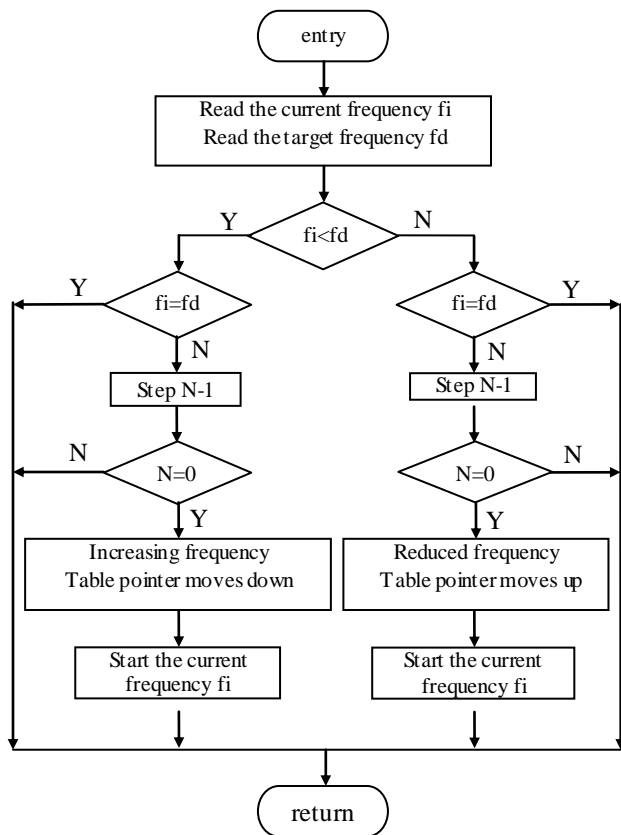 entry
Read the current frequency fi
Read the target frequency fd
Y
N
fi<fd
Y
fi=fd
fi=fd
Y
N
N
Step N-1
Step N-1
N
N=0
N=0
N
Y
Y
Increasing frequency
Table pointer moves down
Reduced frequency
Table pointer moves up
Start the current
frequency fi
Start the current
frequency fi
return